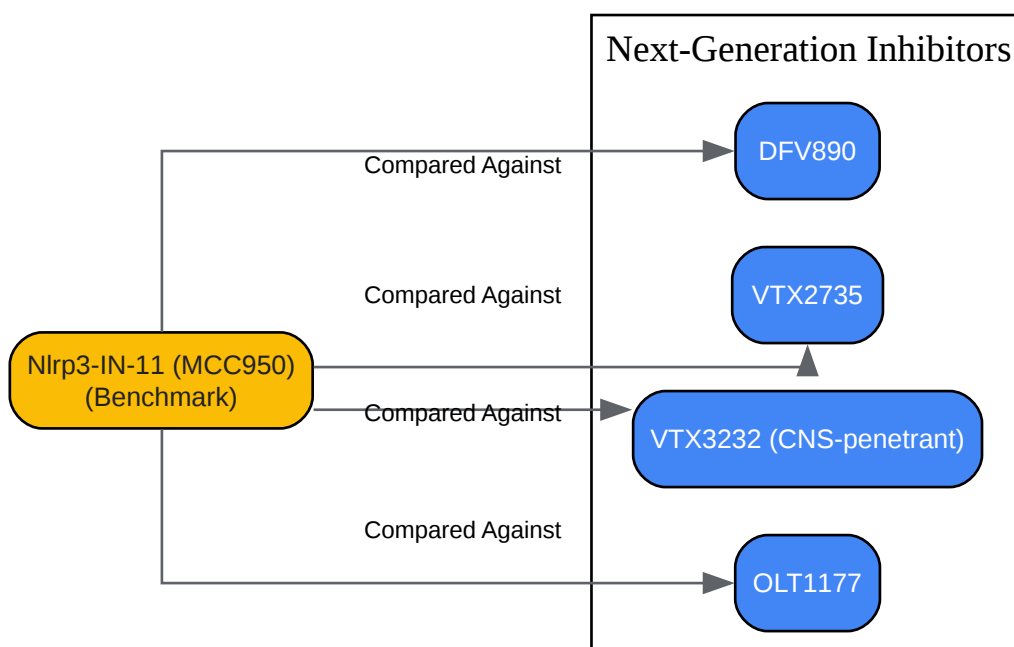 Next-Generation Inhibitors
DFV890
Compared Against
VTX2735
Compared Against
Nlrp3-IN-11 (MCC950)
(Benchmark)
Compared Against
VTX3232 (CNS-penetrant)
Compared Against
OLT1177